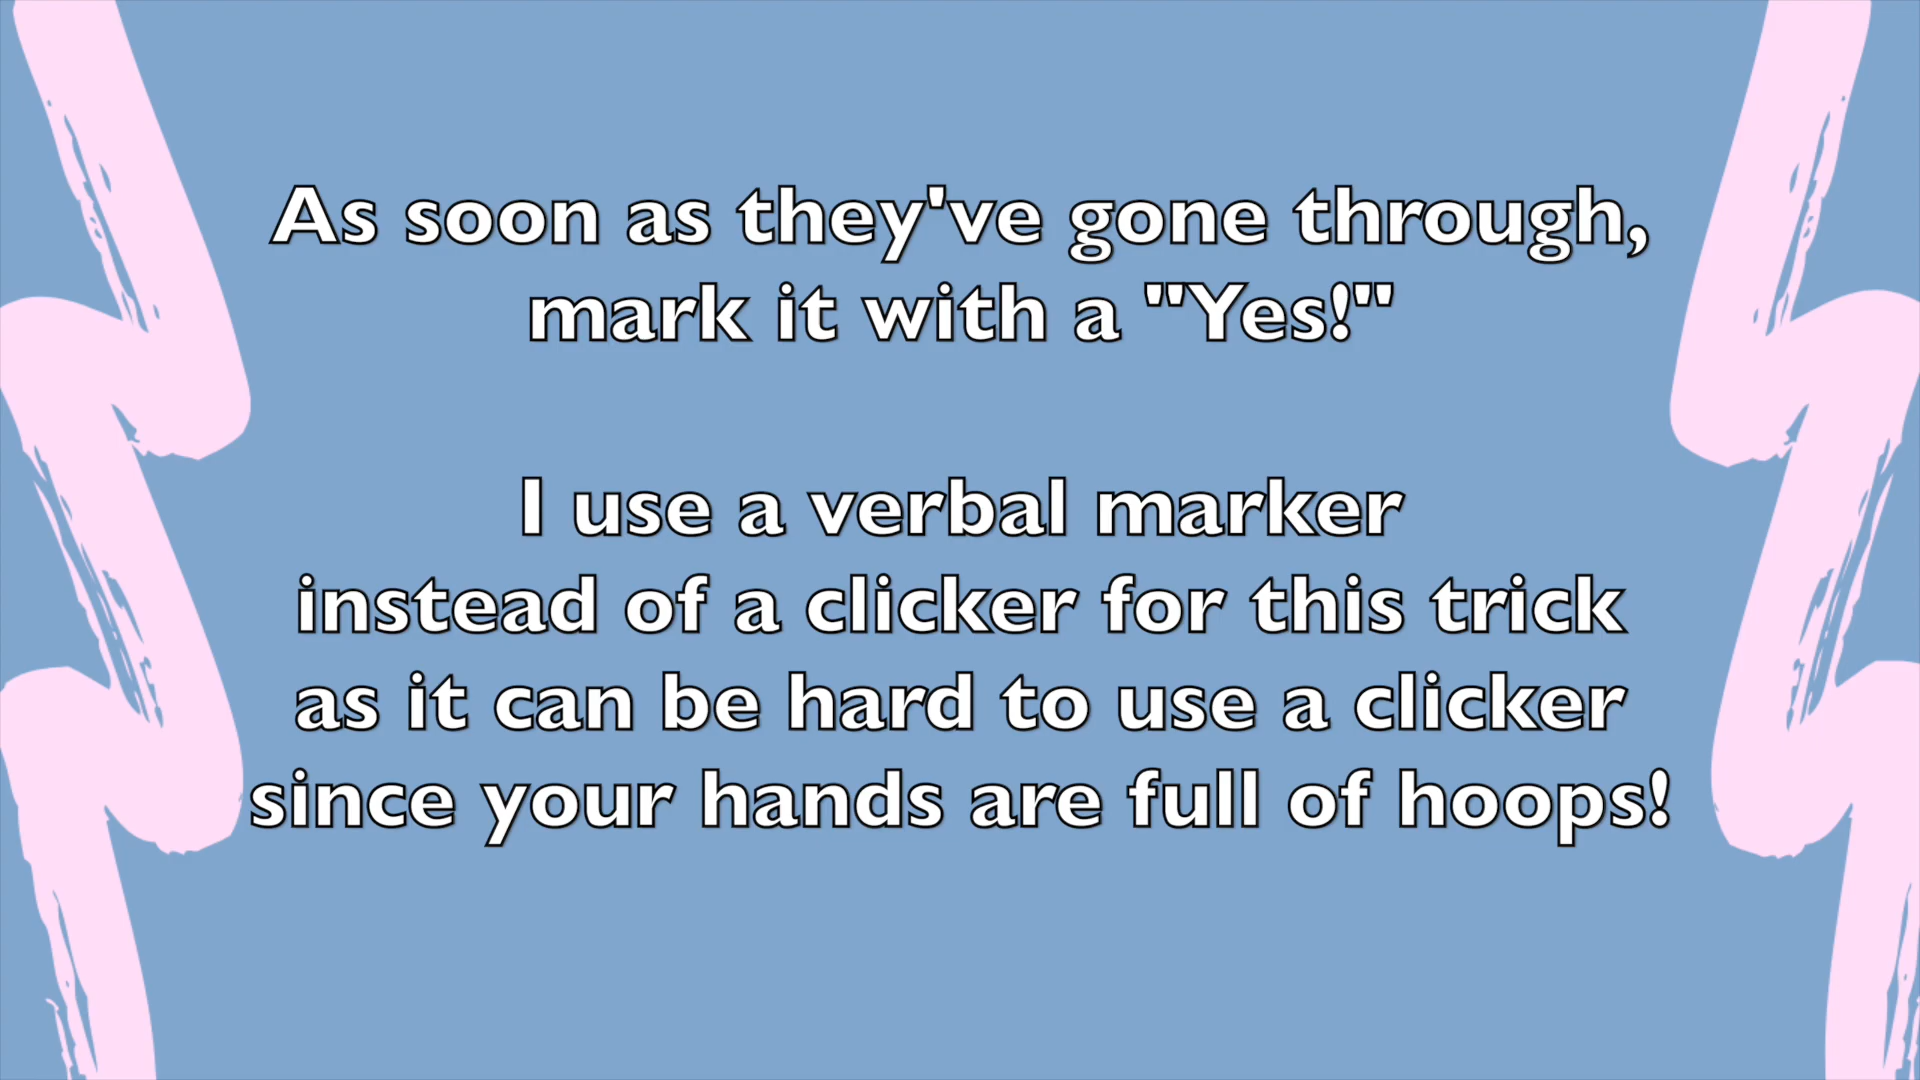 As soon as they've gone through,
mark it with a "Yes!"
I use a verbal marker
instead of a clicker for this trick
as it can be hard to use a clicker
since your hands are full of hoops!